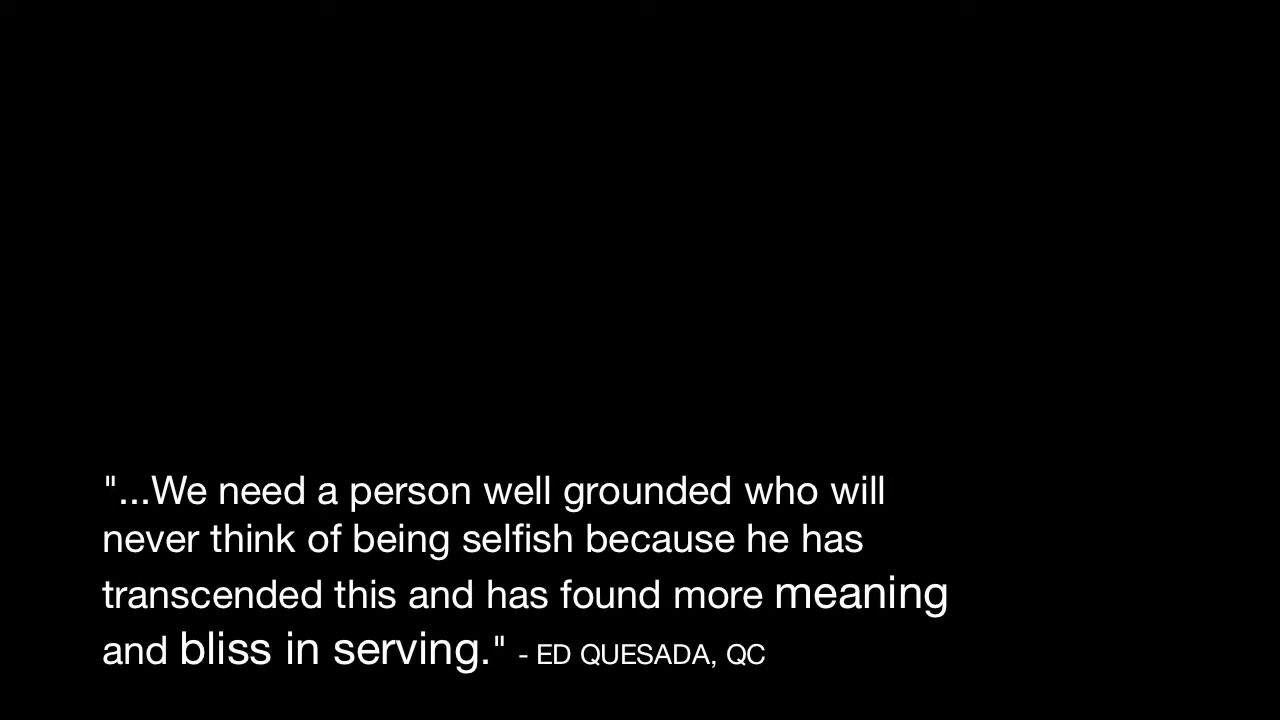 "...We need a person well grounded who will
never think of being selfish because he has
transcended this and has found more meaning
and bliss in serving." - ED QUESADA, QC